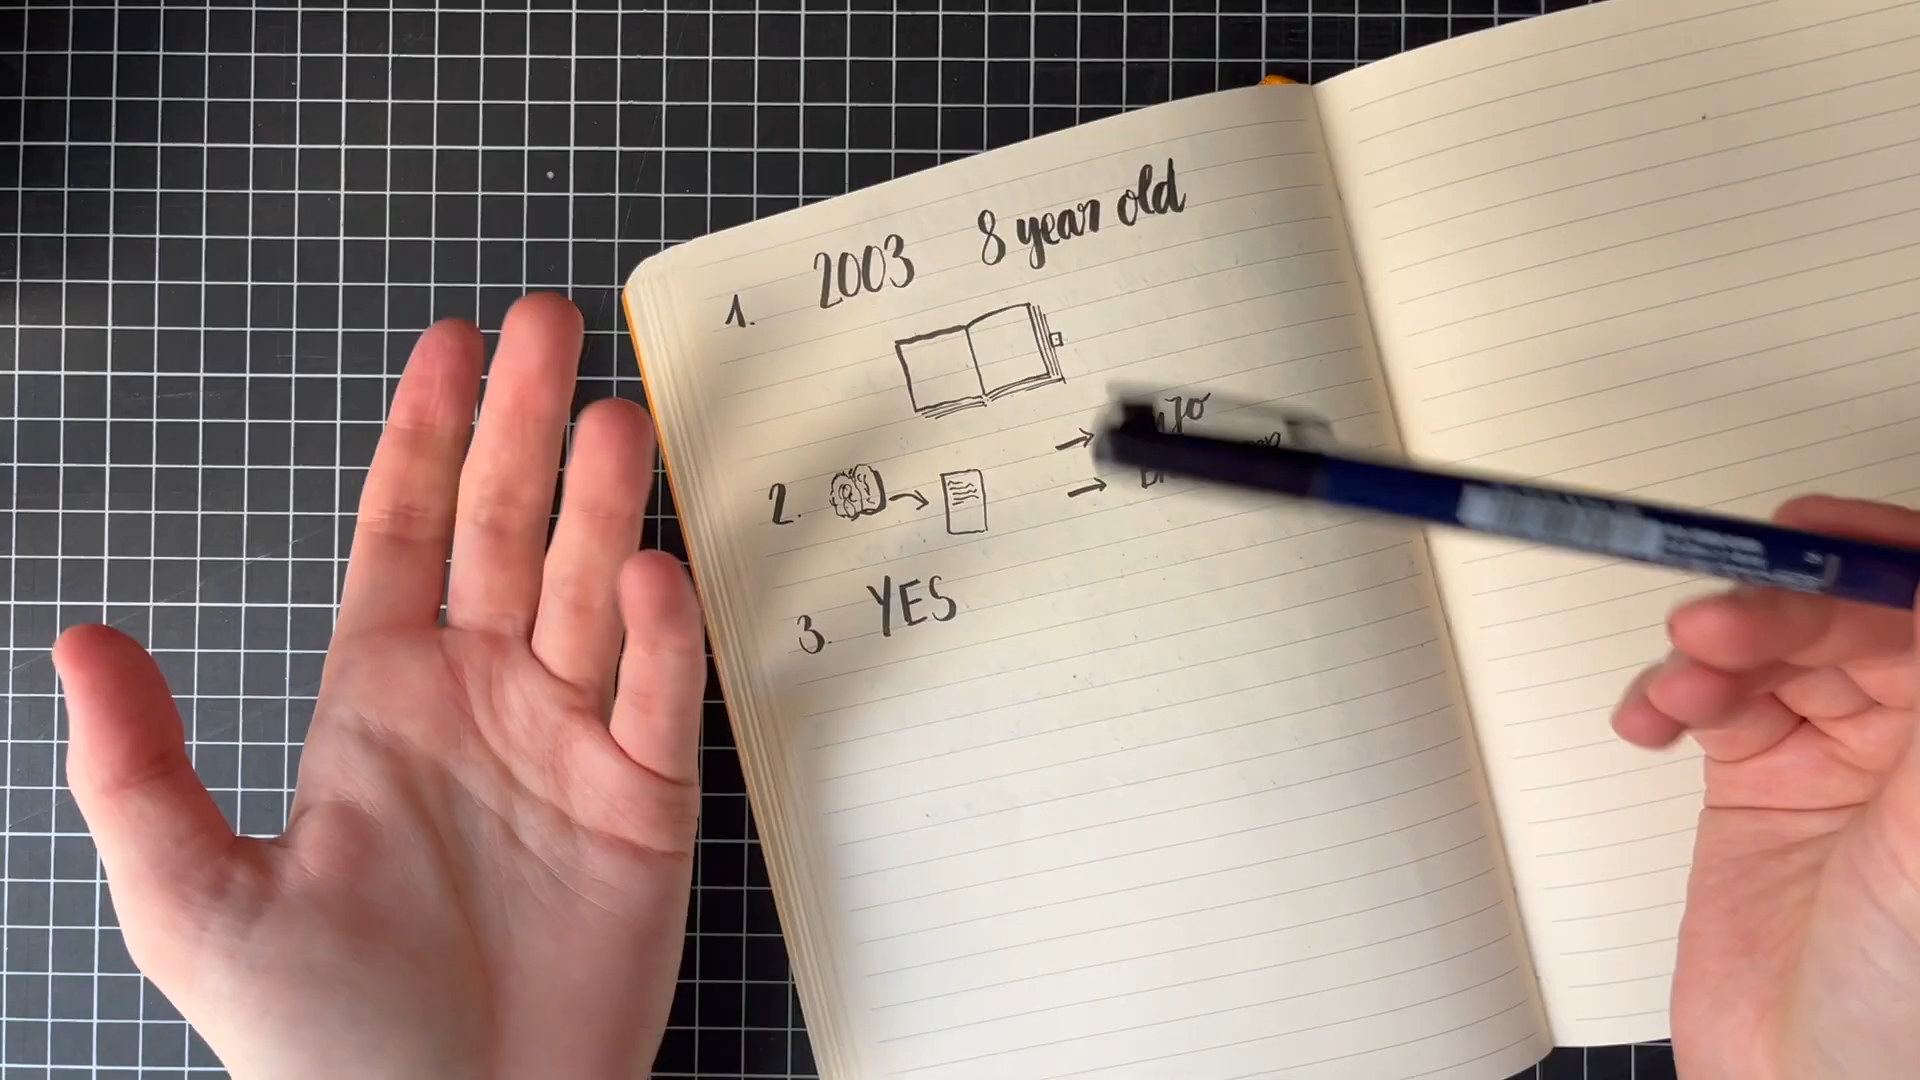 1. 2003 8 year old
→
2. → →
3. YES